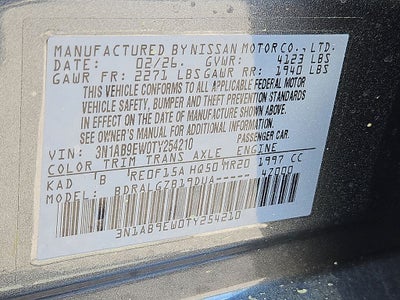 MANUFACTURED BY NISSAN MOTOR CO., LTD.
DATE: 02/26. GVWR: 4123 LBS
GAWR FR: 2271 LBS GAWR RR: 1940 LBS
THIS VEHICLE CONFORMS TO ALL APPLICABLE FEDERAL MOTOR
VEHICLE SAFETY, BUMPER AND THEFT PREVENTION STANDARDS
IN EFFECT ON THE DATE OF MANUFACTURE SHOWN ABOVE.
SEE OWNER'S MANUAL OR ADDITIONAL INFORMATION.
VIN: 3N1AB9EW0TY254210 PASSENGER CAR.
COLOR TRIM TRANS AXLE ENGINE
KAD B RE0F15A HQ50 MR20 1997 CC
MODEL: BDRALGZB19DUA----- 47000
3N1AB9EW0TY254210